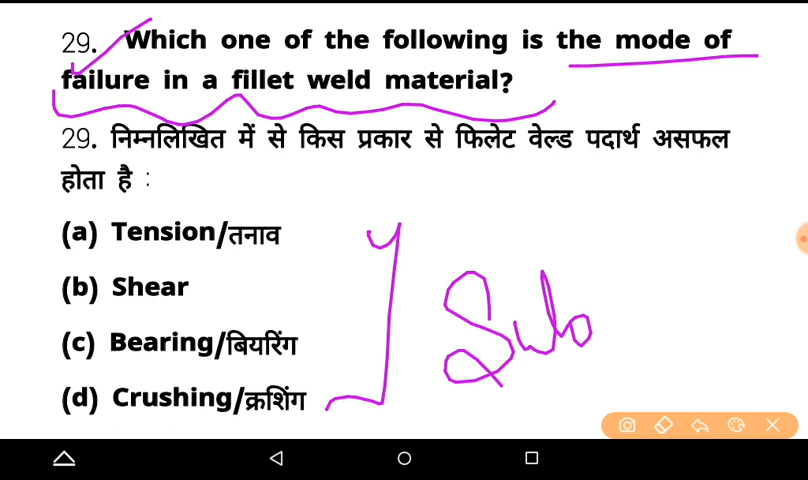 29. Which one of the following is the mode of
failure in a fillet weld material?
29. निम्नलिखित में से किस प्रकार से फिलेट वेल्ड पदार्थ असफल
होता है :
(a) Tension/तनाव
(b) Shear
(c) Bearing/बियरिंग
(d) Crushing/क्रशिंग
Sub